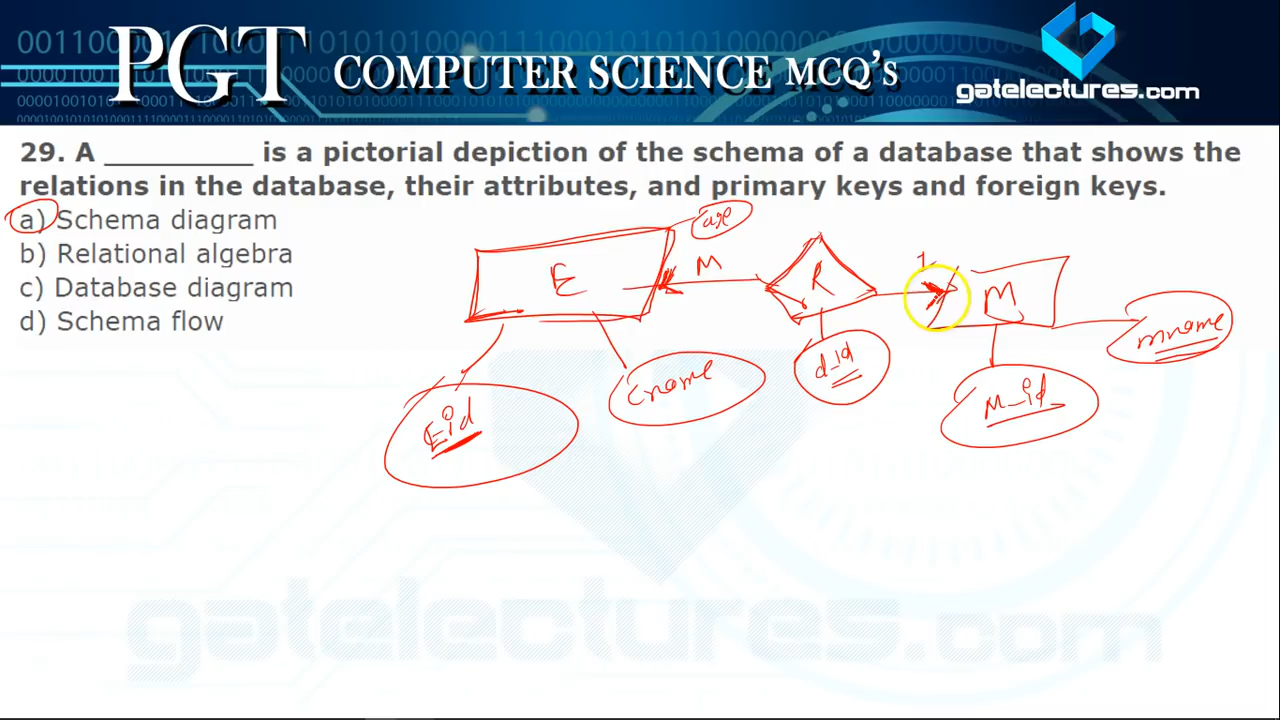 PGT COMPUTER SCIENCE MCQ's
gatelectures.com
29. A __________ is a pictorial depiction of the schema of a database that shows the
relations in the database, their attributes, and primary keys and foreign keys.
a) Schema diagram
b) Relational algebra
c) Database diagram
d) Schema flow
age
E
M
R
1
M
Eid
Ename
d_id
M_id
mname
gatelectures.com